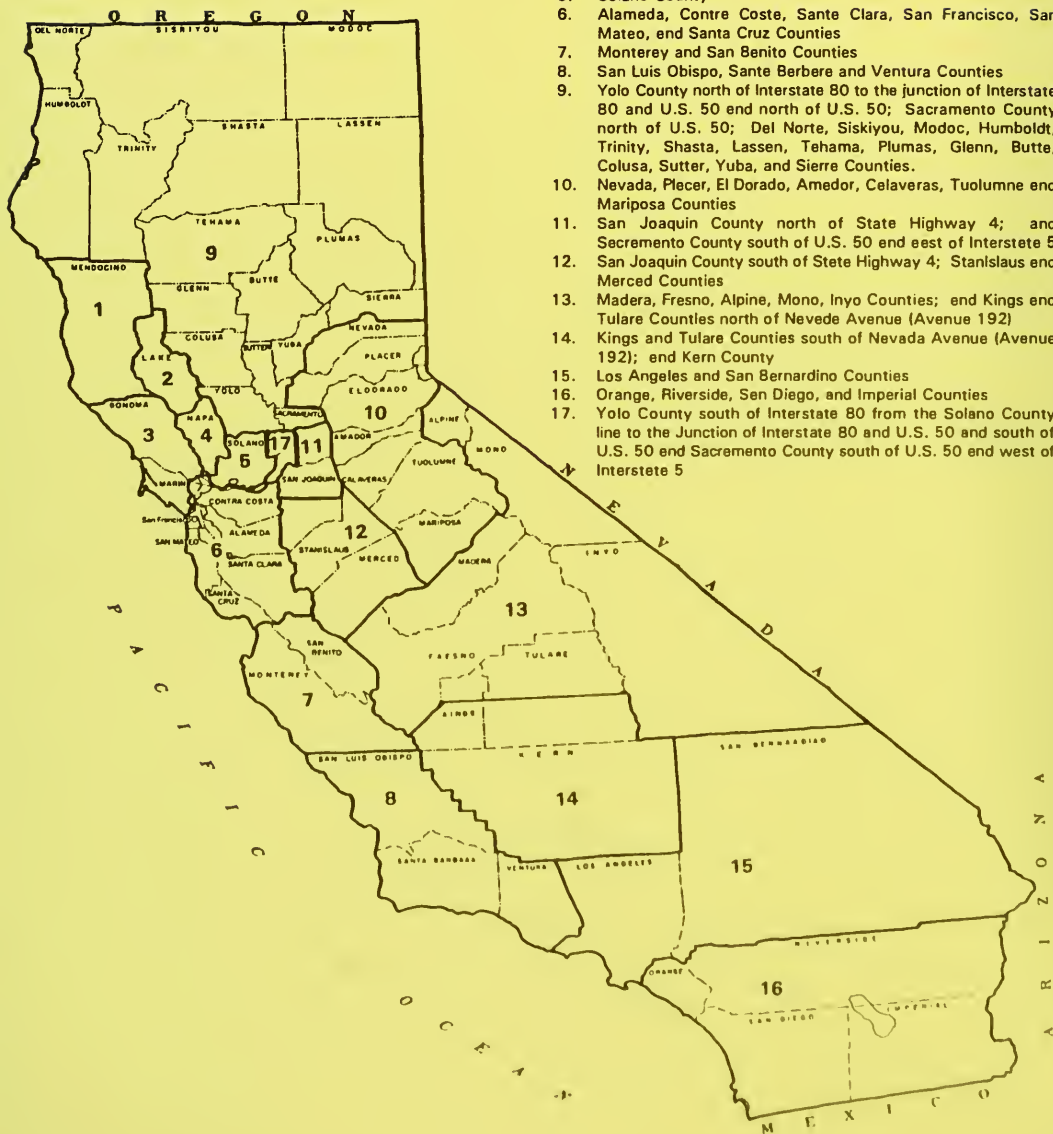 6. Alameda, Contre Coste, Sante Clara, San Francisco, San
Mateo, end Santa Cruz Counties
7. Monterey and San Benito Counties
8. San Luis Obispo, Sante Berbere and Ventura Counties
9. Yolo County north of Interstate 80 to the junction of Interstate
80 and U.S. 50 end north of U.S. 50; Sacramento County
north of U.S. 50; Del Norte, Siskiyou, Modoc, Humboldt,
Trinity, Shasta, Lassen, Tehama, Plumas, Glenn, Butte,
Colusa, Sutter, Yuba, and Sierre Counties.
10. Nevada, Plecer, El Dorado, Amedor, Celaveras, Tuolumne end
Mariposa Counties
11. San Joaquin County north of State Highway 4; and
Secremento County south of U.S. 50 end eest of Interstete 5
12. San Joaquin County south of Stete Highway 4; Stanislaus end
Merced Counties
13. Madera, Fresno, Alpine, Mono, Inyo Counties; end Kings end
Tulare Counties north of Nevede Avenue (Avenue 192)
14. Kings and Tulare Counties south of Nevada Avenue (Avenue
192); end Kern County
15. Los Angeles and San Bernardino Counties
16. Orange, Riverside, Sen Diego, and Imperial Counties
17. Yolo County south of Interstate 80 from the Solano County
line to the Junction of Interstate 80 and U.S. 50 and south of
U.S. 50 end Sacremento County south of U.S. 50 end west of
Interstete 5
OREGON
DEL NORTE
SISKIYOU
MODOC
HUMBOLDT
TRINITY
SHASTA
LASSEN
TEHAMA
9
PLUMAS
MENDOCINO
1
GLENN
BUTTE
SIERRA
COLUSA
NEVADA
SUTTER
YUBA
PLACER
LAKE
2
YOLO
ELDORADO
10
SONOMA
3
NAPA
4
SACRAMENTO
ALPINE
SOLANO
5
17
11
AMADOR
MONO
MARIN
SAN JOAQUIN
CALAVERAS
TUOLUMNE
CONTRA COSTA
San Francisco
ALAMEDA
SAN MATEO
12
MARIPOSA
6
STANISLAUS
MERCED
SANTA CLARA
MADERA
INYO
SANTA
CRUZ
13
SAN
BENITO
FRESNO
TULARE
MONTEREY
7
KERN
SAN BERNARDINO
SAN LUIS OBISPO
8
14
SANTA BARBARA
VENTURA
LOS ANGELES
15
RIVERSIDE
ORANGE
16
SAN DIEGO
IMPERIAL
NEVADA
PACIFIC
OCEAN
ARIZONA
MEXICO